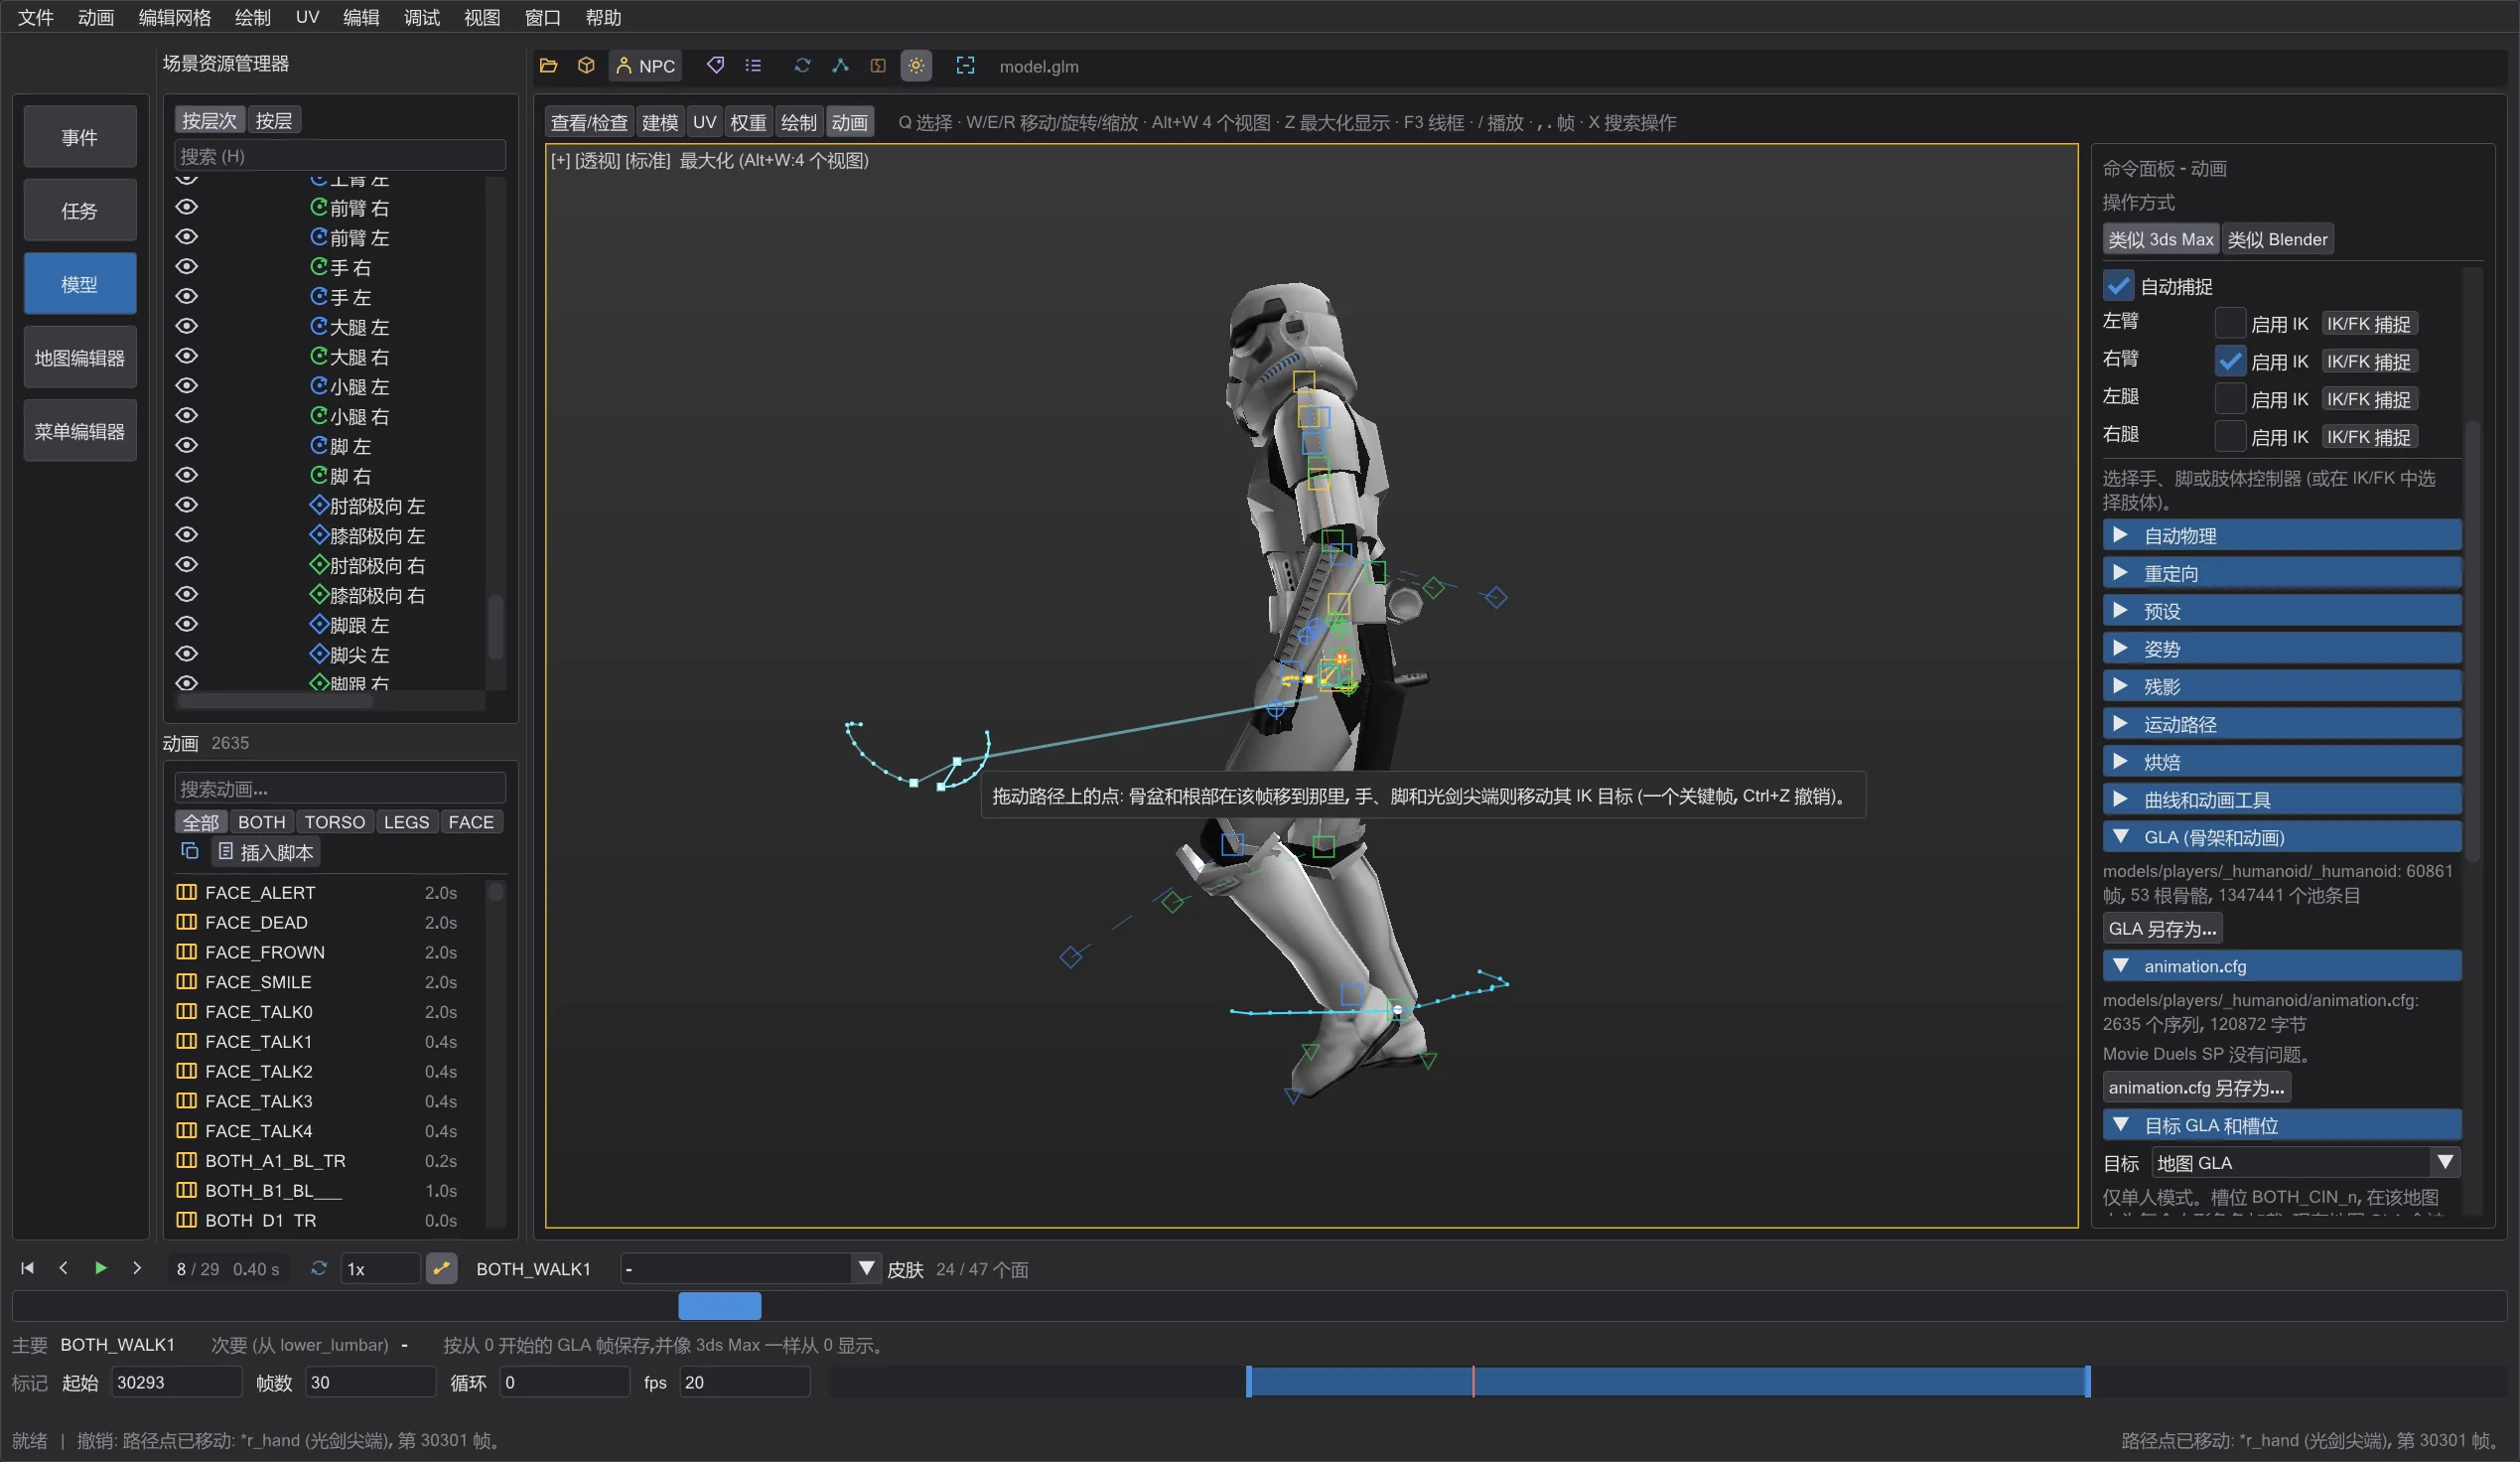 文件 动画 编辑网格 绘制 UV 编辑 调试 视图 窗口 帮助
场景资源管理器
NPC
model.glm
事件
任务
模型
地图编辑器
菜单编辑器
按层次 按层
搜索 (H)
上臂 左
前臂 右
前臂 左
手 右
手 左
大腿 左
大腿 右
小腿 左
小腿 右
脚 左
脚 右
肘部极向 左
膝部极向 左
肘部极向 右
膝部极向 右
脚跟 左
脚尖 左
脚跟 右
动画 2635
搜索动画...
全部 BOTH TORSO LEGS FACE
插入脚本
FACE_ALERT 2.0s
FACE_DEAD 2.0s
FACE_FROWN 2.0s
FACE_SMILE 2.0s
FACE_TALK0 2.0s
FACE_TALK1 0.4s
FACE_TALK2 0.4s
FACE_TALK3 0.4s
FACE_TALK4 0.4s
BOTH_A1_BL_TR 0.2s
BOTH_B1_BL___ 1.0s
BOTH_D1_TR 0.0s
查看/检查 建模 UV 权重 绘制 动画 Q 选择 · W/E/R 移动/旋转/缩放 · Alt+W 4 个视图 · Z 最大化显示 · F3 线框 · / 播放 · , . 帧 · X 搜索操作
[+] [透视] [标准] 最大化 (Alt+W:4 个视图)
拖动路径上的点: 骨盆和根部在该帧移到那里, 手、脚和光剑尖端则移动其 IK 目标 (一个关键帧, Ctrl+Z 撤销)。
命令面板 - 动画
操作方式
类似 3ds Max 类似 Blender
自动捕捉
左臂 启用 IK IK/FK 捕捉
右臂 启用 IK IK/FK 捕捉
左腿 启用 IK IK/FK 捕捉
右腿 启用 IK IK/FK 捕捉
选择手、脚或肢体控制器 (或在 IK/FK 中选
择肢体)。
自动物理
重定向
预设
姿势
残影
运动路径
烘焙
曲线和动画工具
GLA (骨架和动画)
models/players/_humanoid/_humanoid: 60861
帧, 53 根骨骼, 1347441 个池条目
GLA 另存为...
animation.cfg
models/players/_humanoid/animation.cfg:
2635 个序列, 120872 字节
Movie Duels SP 没有问题。
animation.cfg 另存为...
目标 GLA 和槽位
目标 地图 GLA
仅单人模式。槽位 BOTH_CIN_n, 在该地图
8 / 29 0.40 s 1x BOTH_WALK1 - 皮肤 24 / 47 个面
主要 BOTH_WALK1 次要 (从 lower_lumbar) - 按从 0 开始的 GLA 帧保存,并像 3ds Max 一样从 0 显示。
标记 起始 30293 帧数 30 循环 0 fps 20
就绪 | 撤销: 路径点已移动: *r_hand (光剑尖端), 第 30301 帧。
路径点已移动: *r_hand (光剑尖端), 第 30301 帧。